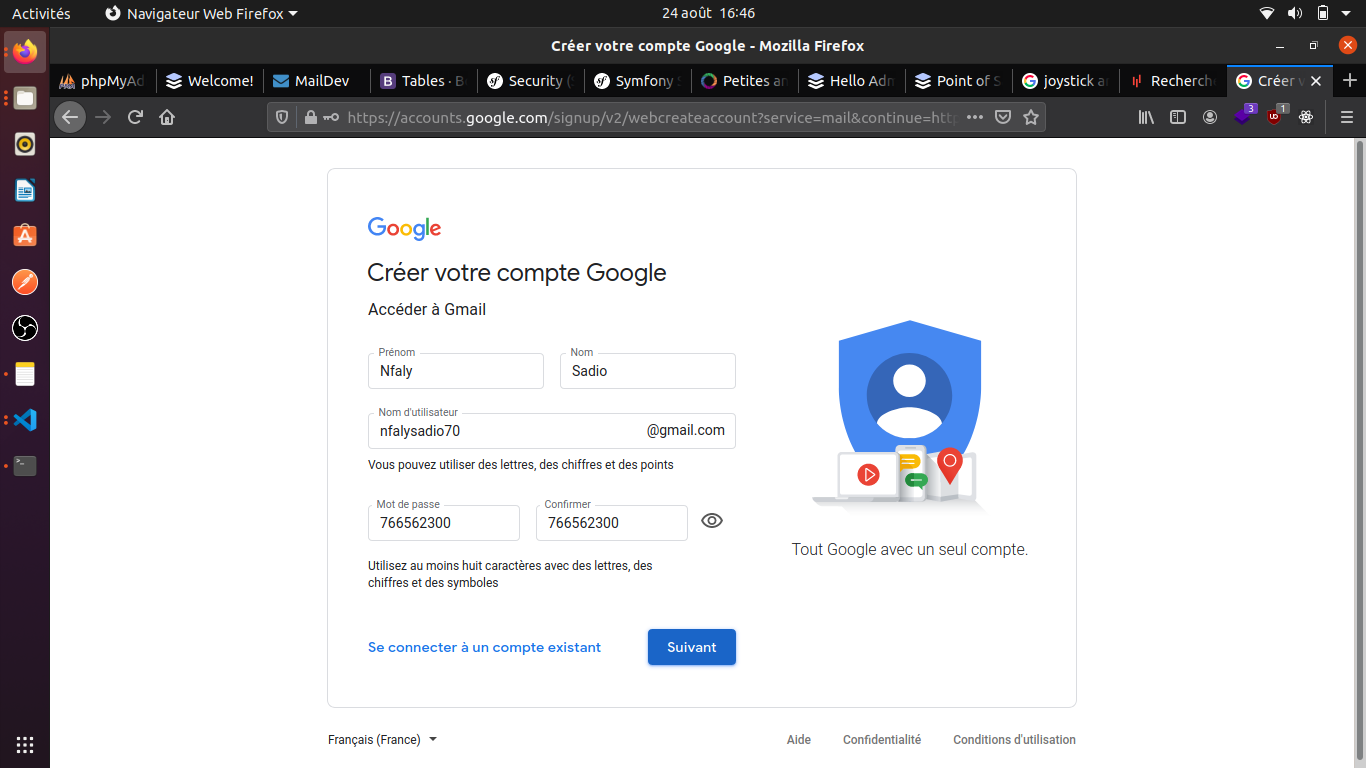 Activités Navigateur Web Firefox 24 août 16:46
Créer votre compte Google - Mozilla Firefox
phpMyAd Welcome! MailDev Tables · B Security ( Symfony S Petites an Hello Adm Point of S joystick a Recherch Créer v
https://accounts.google.com/signup/v2/webcreateaccount?service=mail&continue=http 3 1
Google
Créer votre compte Google
Accéder à Gmail
Prénom Nom
Nfaly Sadio
Nom d'utilisateur
nfalysadio70 @gmail.com
Vous pouvez utiliser des lettres, des chiffres et des points
Mot de passe Confirmer
766562300 766562300
Utilisez au moins huit caractères avec des lettres, des
chiffres et des symboles
Tout Google avec un seul compte.
Se connecter à un compte existant Suivant
Français (France) Aide Confidentialité Conditions d'utilisation